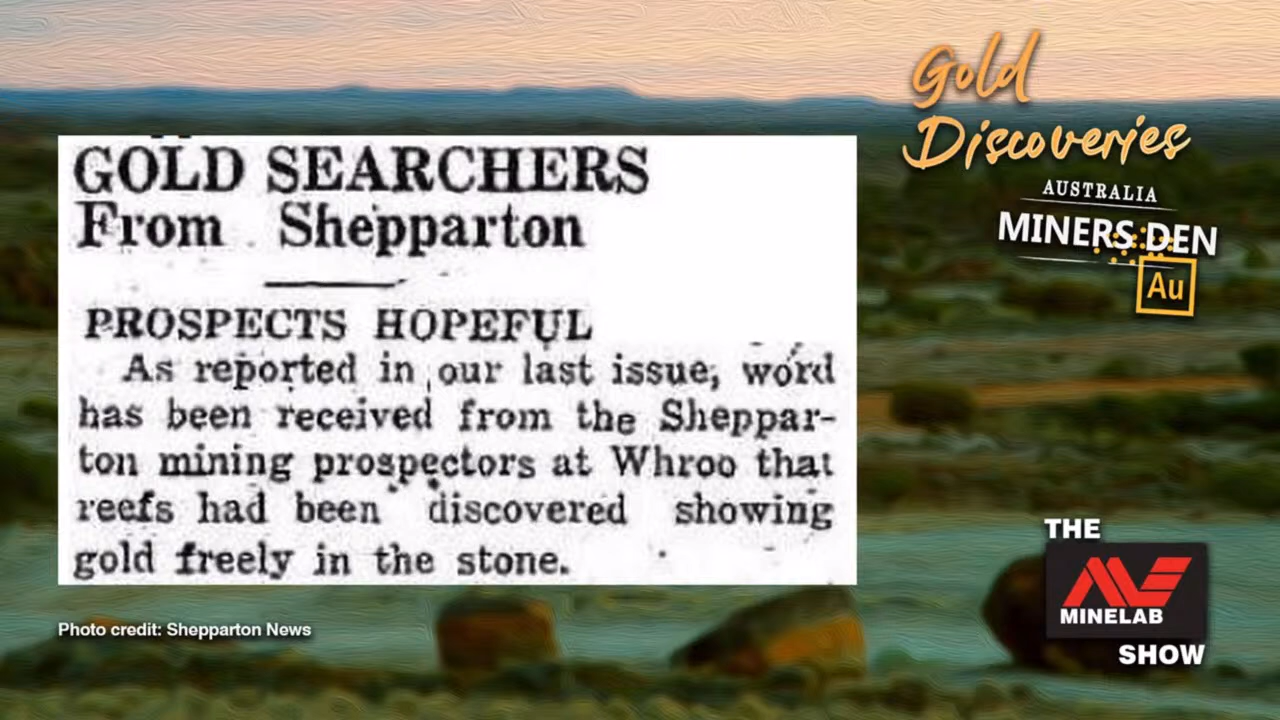 GOLD SEARCHERS
From Shepparton
PROSPECTS HOPEFUL
As reported in our last issue, word
has been received from the Sheppar-
ton mining prospectors at Whroo that
reefs had been discovered showing
gold freely in the stone.
Photo credit: Shepparton News
Gold
Discoveries
AUSTRALIA
MINERS DEN
Au
THE
MINELAB
SHOW